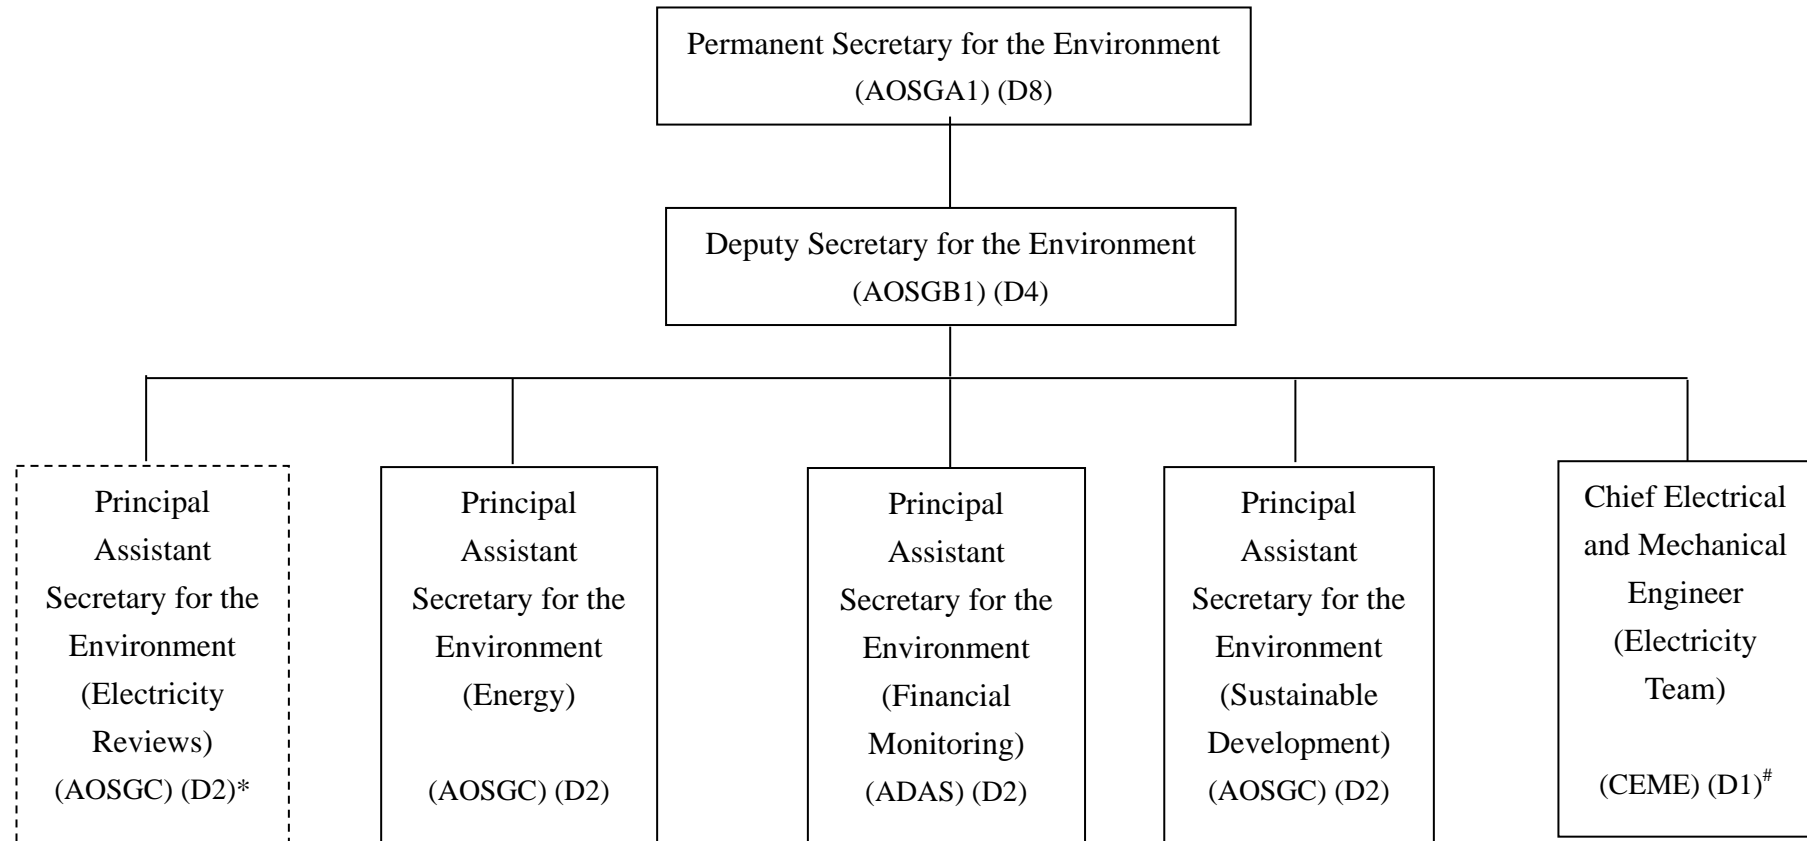 Permanent Secretary for the Environment
(AOSGA1) (D8)
Deputy Secretary for the Environment
(AOSGB1) (D4)
Principal
Assistant
Secretary for the
Environment
(Electricity
Reviews)
(AOSGC) (D2)*
Principal
Assistant
Secretary for the
Environment
(Energy)
(AOSGC) (D2)
Principal
Assistant
Secretary for the
Environment
(Financial
Monitoring)
(ADAS) (D2)
Principal
Assistant
Secretary for the
Environment
(Sustainable
Development)
(AOSGC) (D2)
Chief Electrical
and Mechanical
Engineer
(Electricity
Team)
(CEME) (D1)#